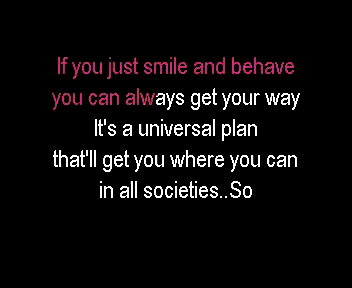 If you just smile and behave
you can always get your way
It's a universal plan
that'll get you where you can
in all societies..So